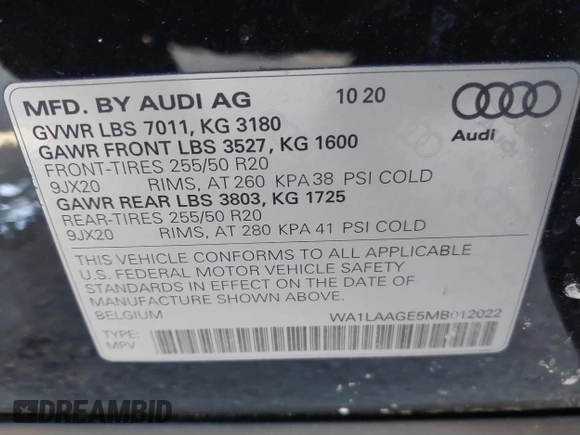 MFD. BY AUDI AG 10 20
GVWR LBS 7011, KG 3180
GAWR FRONT LBS 3527, KG 1600
FRONT-TIRES 255/50 R20
9JX20 RIMS, AT 260 KPA 38 PSI COLD
GAWR REAR LBS 3803, KG 1725
REAR-TIRES 255/50 R20
9JX20 RIMS, AT 280 KPA 41 PSI COLD
Audi
THIS VEHICLE CONFORMS TO ALL APPLICABLE
U.S. FEDERAL MOTOR VEHICLE SAFETY
STANDARDS IN EFFECT ON THE DATE OF
MANUFACTURE SHOWN ABOVE.
BELGIUM WA1LAAGE5MB012022
TYPE:
MPV
DREAMBID